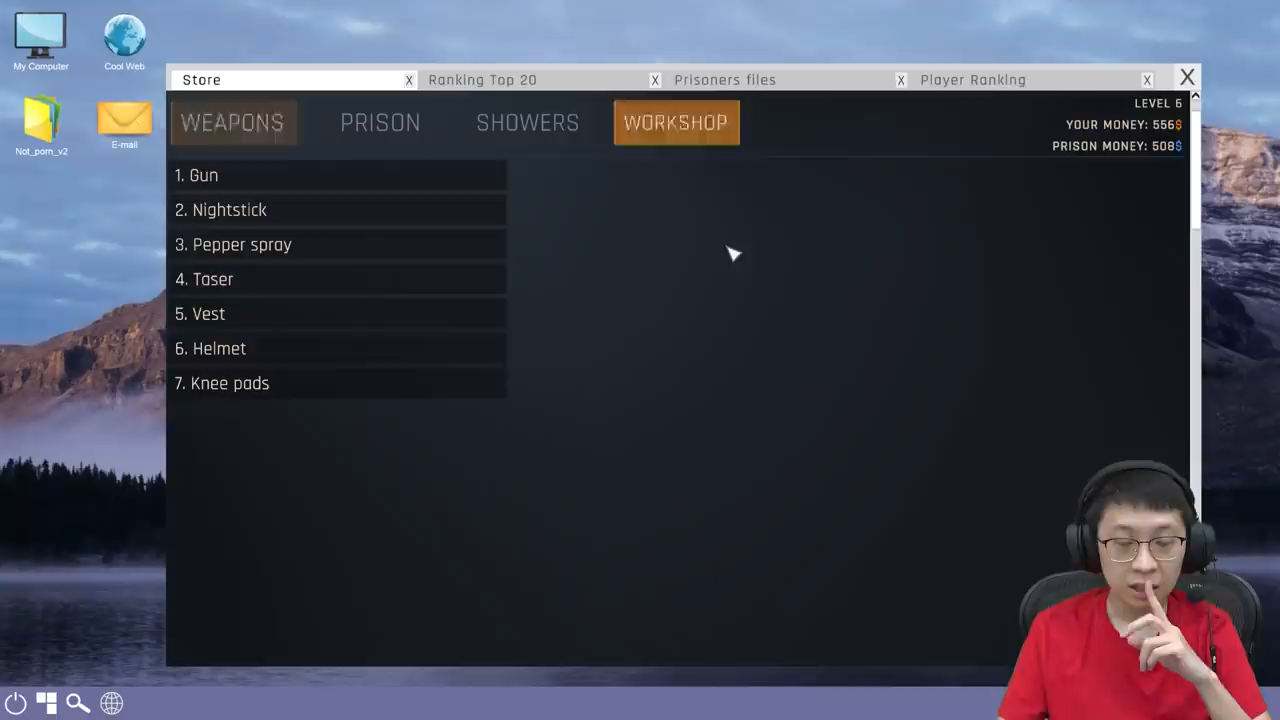 My Computer
Cool Web
Not_porn_v2
E-mail
Store X
Ranking Top 20 X
Prisoners files X
Player Ranking X
X
WEAPONS
PRISON
SHOWERS
WORKSHOP
LEVEL 6
YOUR MONEY: 556$
PRISON MONEY: 508$
1. Gun
2. Nightstick
3. Pepper spray
4. Taser
5. Vest
6. Helmet
7. Knee pads